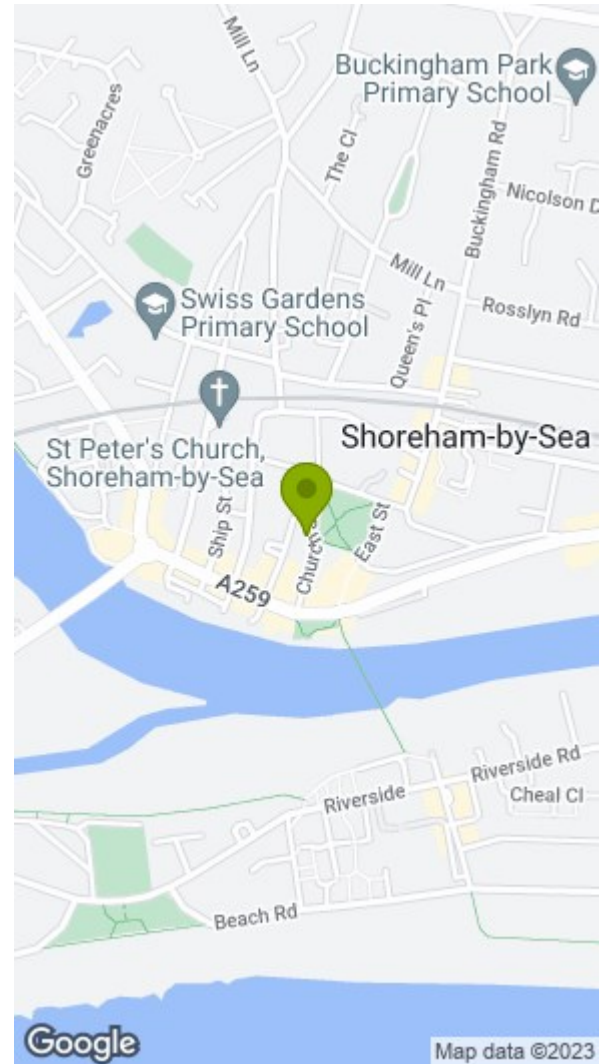 Mill Ln
Buckingham Park
Primary School
Greenacres
The Cl
Buckingham Rd
Nicolson D
Mill Ln
Swiss Gardens
Primary School
Rosslyn Rd
Queen's Pl
Shoreham-by-Sea
St Peter's Church,
Shoreham-by-Sea
Ship St
Church
East St
A259
Riverside Rd
Riverside
Cheal Cl
Beach Rd
Google
Map data ©2023